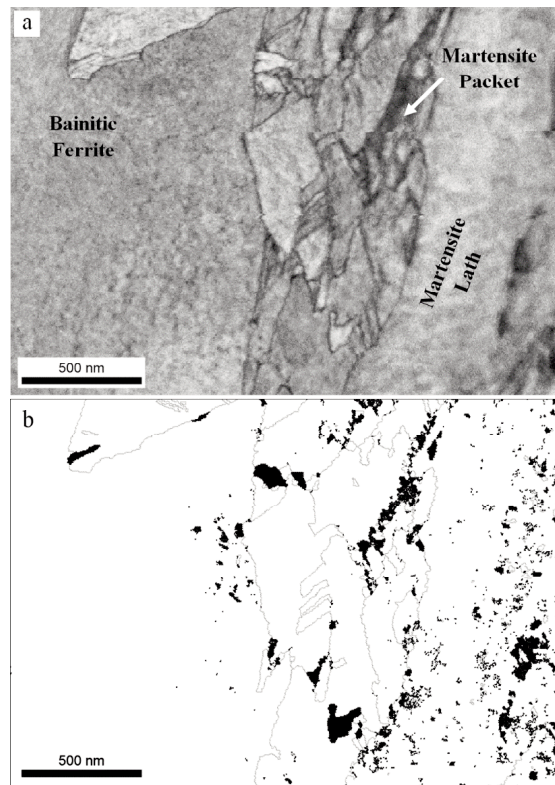 a
Martensite
Packet
Bainitic
Ferrite
Martensite
Lath
500 nm
b
500 nm